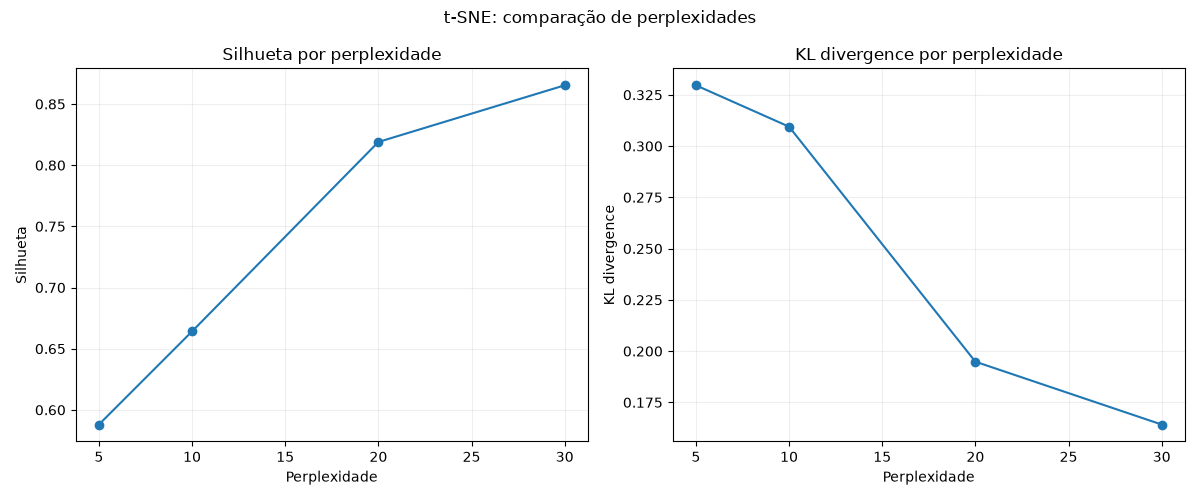 t-SNE: comparação de perplexidades
Silhueta por perplexidade
Silhueta
0.85
0.80
0.75
0.70
0.65
0.60
5 10 15 20 25 30
Perplexidade
KL divergence por perplexidade
KL divergence
0.325
0.300
0.275
0.250
0.225
0.200
0.175
5 10 15 20 25 30
Perplexidade